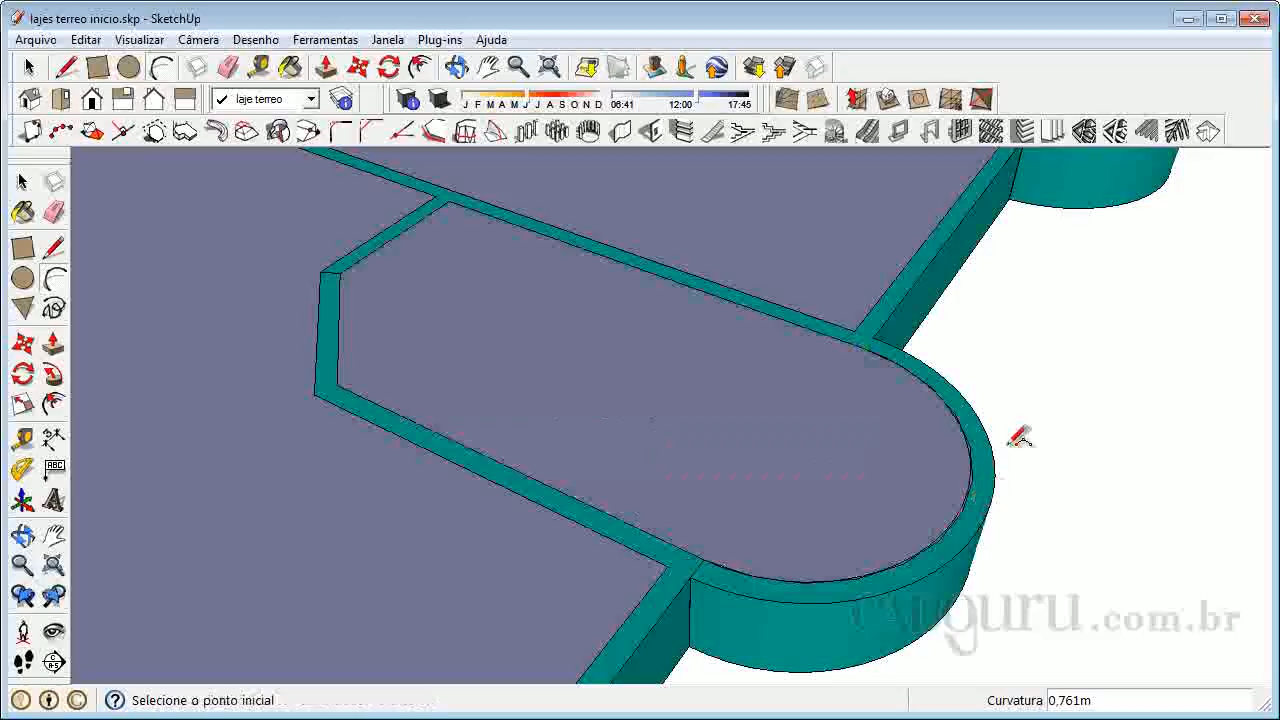 lajes terreo inicio.skp - SketchUp
Arquivo Editar Visualizar Câmera Desenho Ferramentas Janela Plug-ins Ajuda
laje terreo
J F M A M J J A S O N D
06:41 12:00 17:45
ABC
.com.br
Selecione o ponto inicial
Curvatura 0,761m